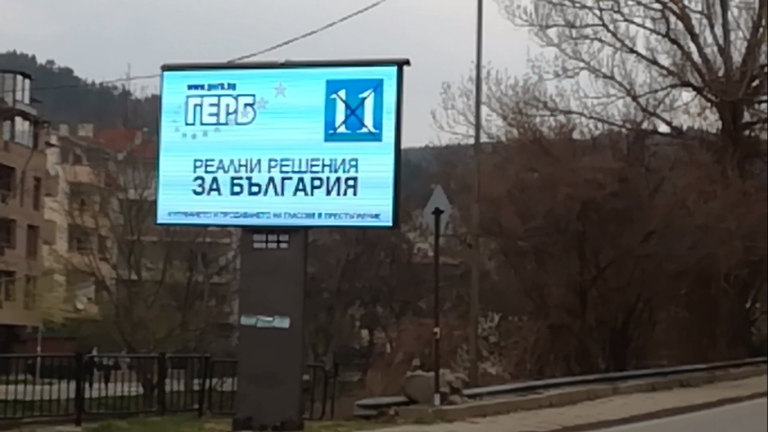 www.gerb.bg
ГЕРБ
11
РЕАЛНИ РЕШЕНИЯ
ЗА БЪЛГАРИЯ
КУПУВАНЕТО И ПРОДАВАНЕТО НА ГЛАСОВЕ Е ПРЕСТЪПЛЕНИЕ